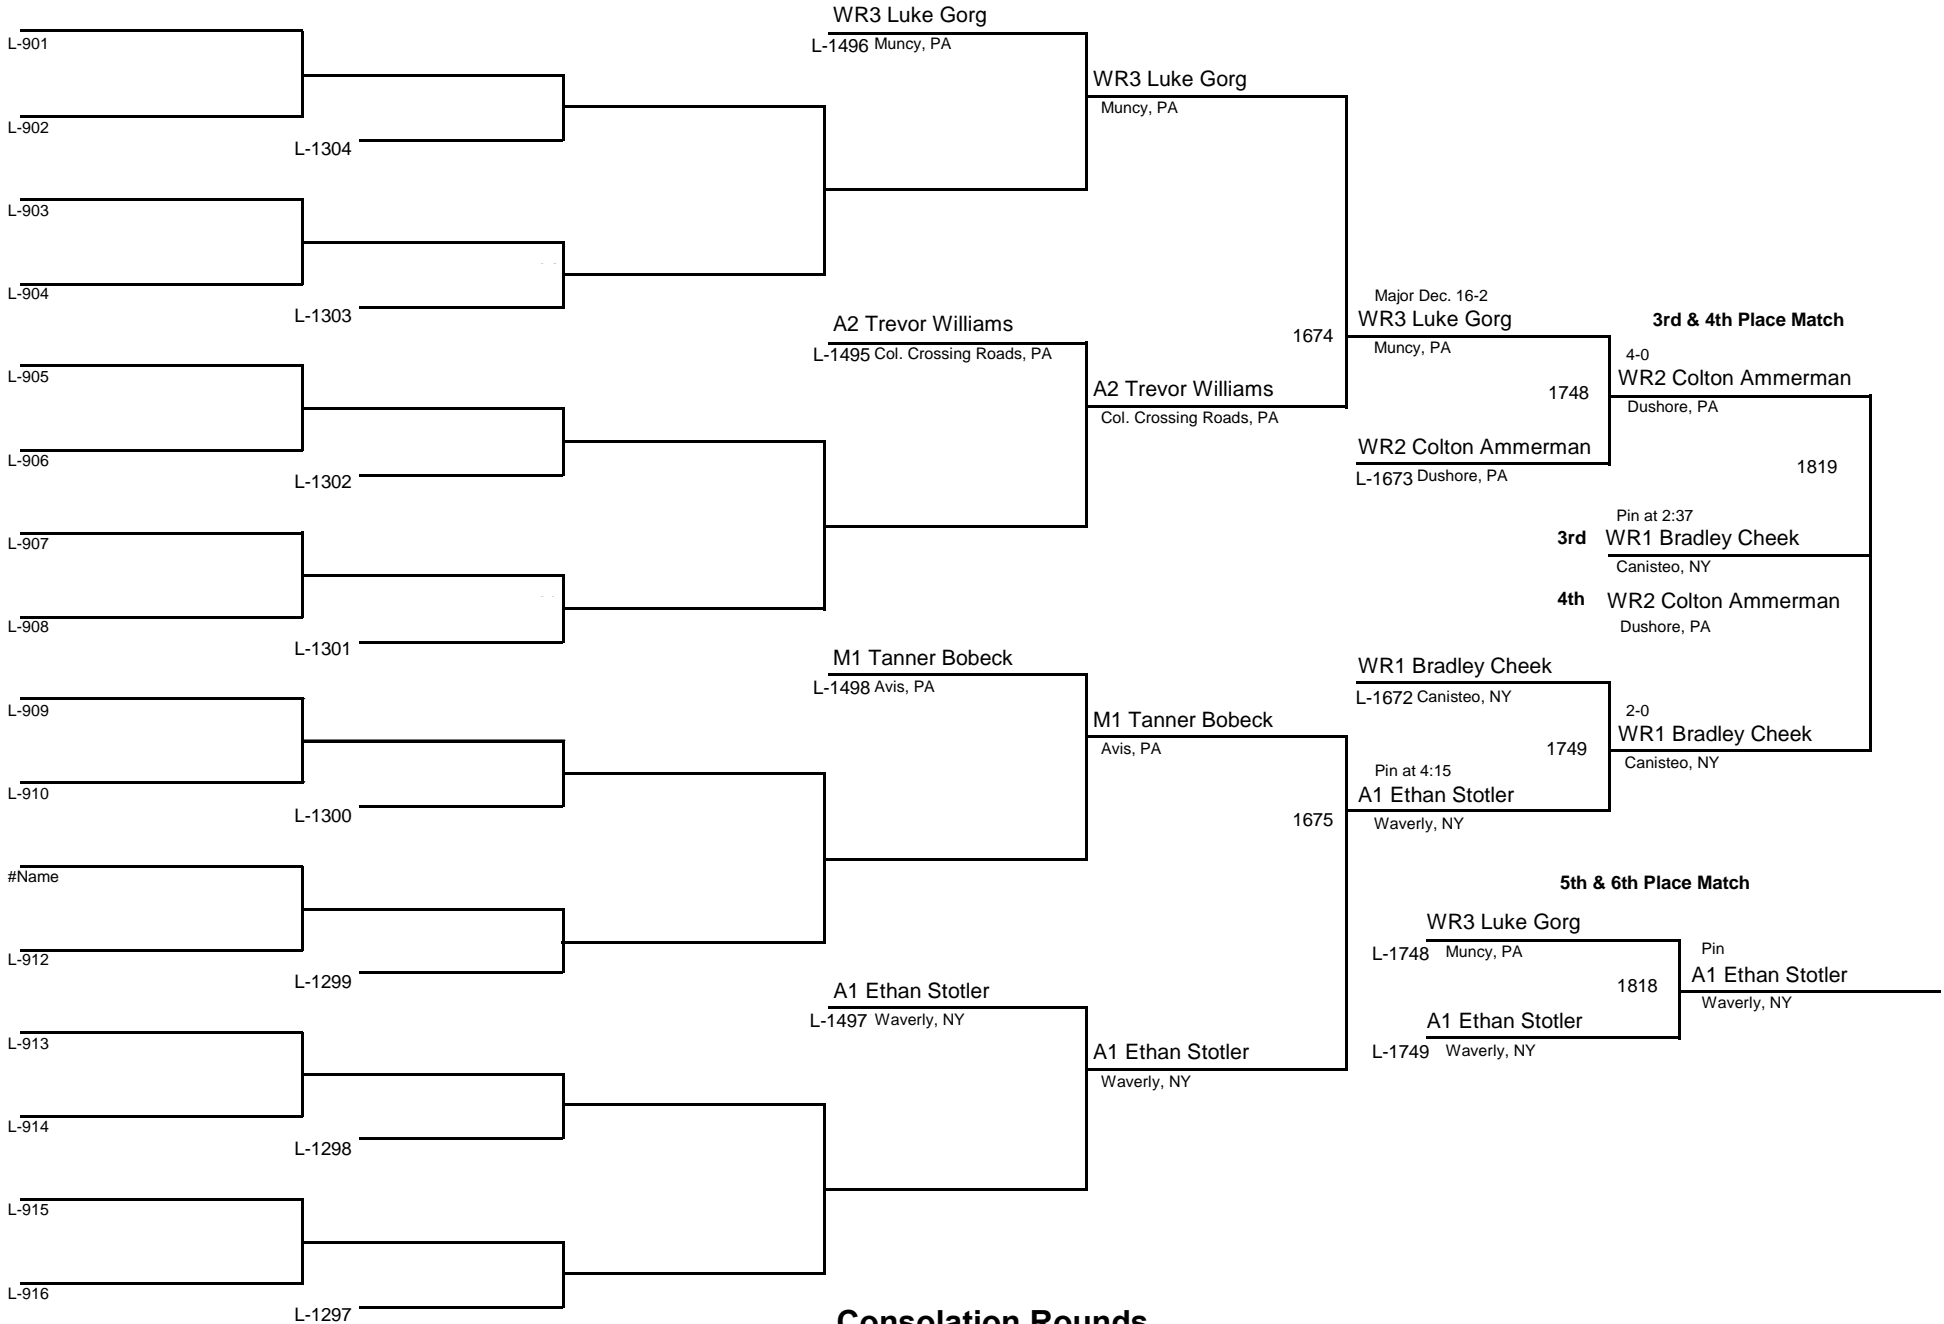 L-901
L-902
L-1304
L-903
L-904
L-1303
L-905
L-906
L-1302
L-907
L-908
L-1301
L-909
L-910
L-1300
#Name
L-912
L-1299
L-913
L-914
L-1298
L-915
L-916
L-1297
WR3 Luke Gorg
L-1496 Muncy, PA
A2 Trevor Williams
L-1495 Col. Crossing Roads, PA
M1 Tanner Bobeck
L-1498 Avis, PA
A1 Ethan Stotler
L-1497 Waverly, NY
WR3 Luke Gorg
Muncy, PA
1674
A2 Trevor Williams
Col. Crossing Roads, PA
M1 Tanner Bobeck
Avis, PA
1675
A1 Ethan Stotler
Waverly, NY
Major Dec. 16-2
WR3 Luke Gorg
Muncy, PA
1748
WR2 Colton Ammerman
L-1673 Dushore, PA
WR1 Bradley Cheek
L-1672 Canisteo, NY
1749
Pin at 4:15
A1 Ethan Stotler
Waverly, NY
3rd & 4th Place Match
4-0
WR2 Colton Ammerman
Dushore, PA
1819
Pin at 2:37
3rd WR1 Bradley Cheek
Canisteo, NY
4th WR2 Colton Ammerman
Dushore, PA
2-0
WR1 Bradley Cheek
Canisteo, NY
5th & 6th Place Match
WR3 Luke Gorg
L-1748 Muncy, PA
1818
A1 Ethan Stotler
L-1749 Waverly, NY
Pin
A1 Ethan Stotler
Waverly, NY
Consolation Rounds